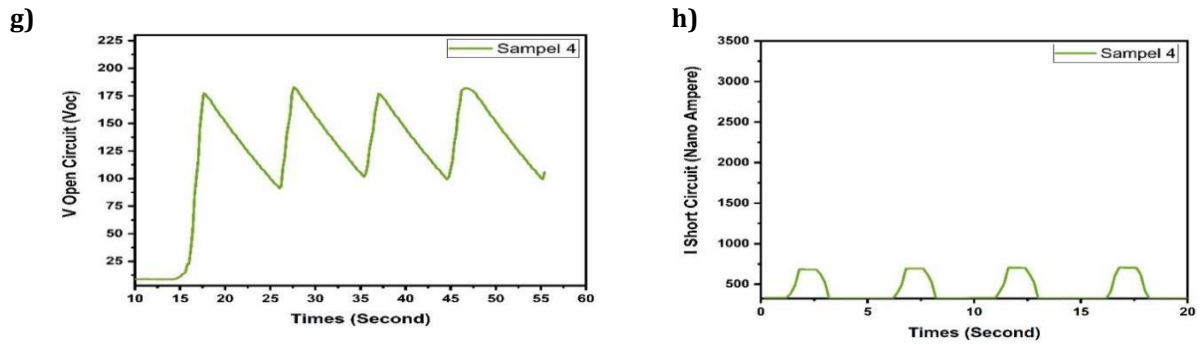 g)
V Open Circuit (Voc)
225
200
175
150
125
100
75
50
25
10 15 20 25 30 35 40 45 50 55 60
Times (Second)
Sampel 4
h)
I Short Circuit (Nano Ampere)
3500
3000
2500
2000
1500
1000
500
0 5 10 15 20
Times (Second)
Sampel 4